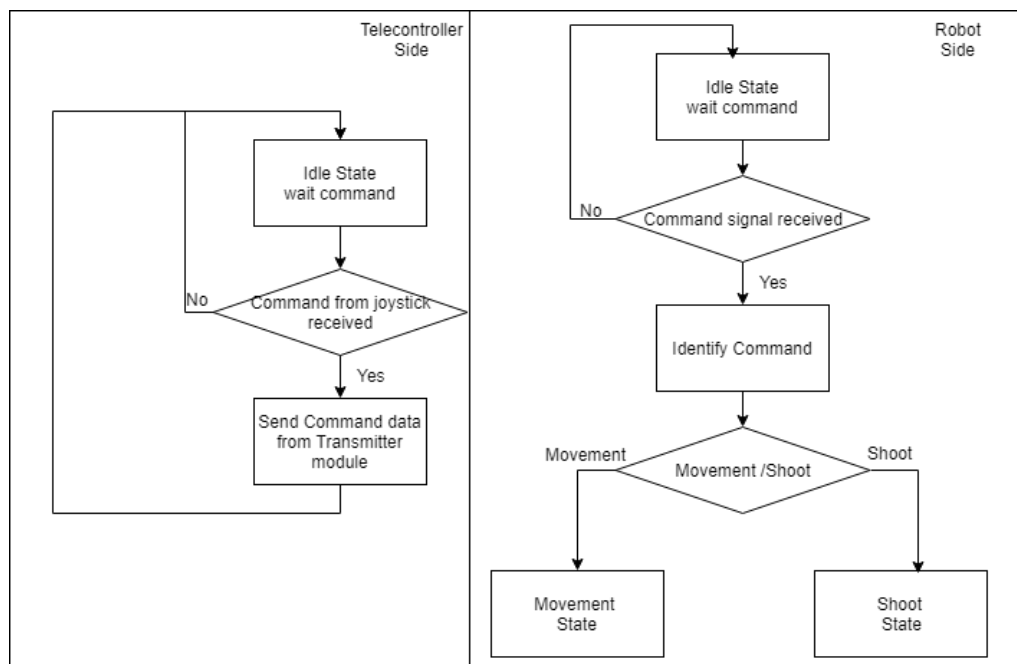 Telecontroller
Side
Idle State
wait command
No
Command from joystick
received
Yes
Send Command data
from Transmitter
module
Robot
Side
Idle State
wait command
No
Command signal received
Yes
Identify Command
Movement
Movement /Shoot
Shoot
Movement
State
Shoot
State